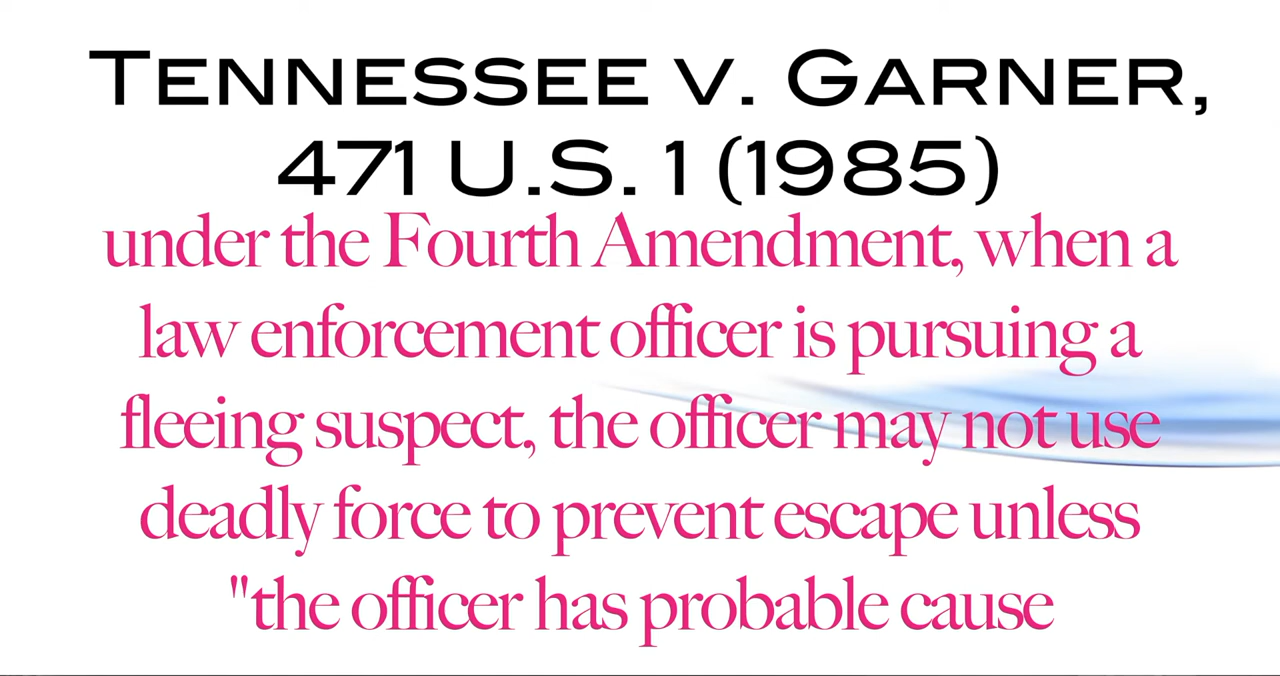 TENNESSEE V. GARNER,
471 U.S. 1 (1985)
under the Fourth Amendment, when a
law enforcement officer is pursuing a
fleeing suspect, the officer may not use
deadly force to prevent escape unless
"the officer has probable cause